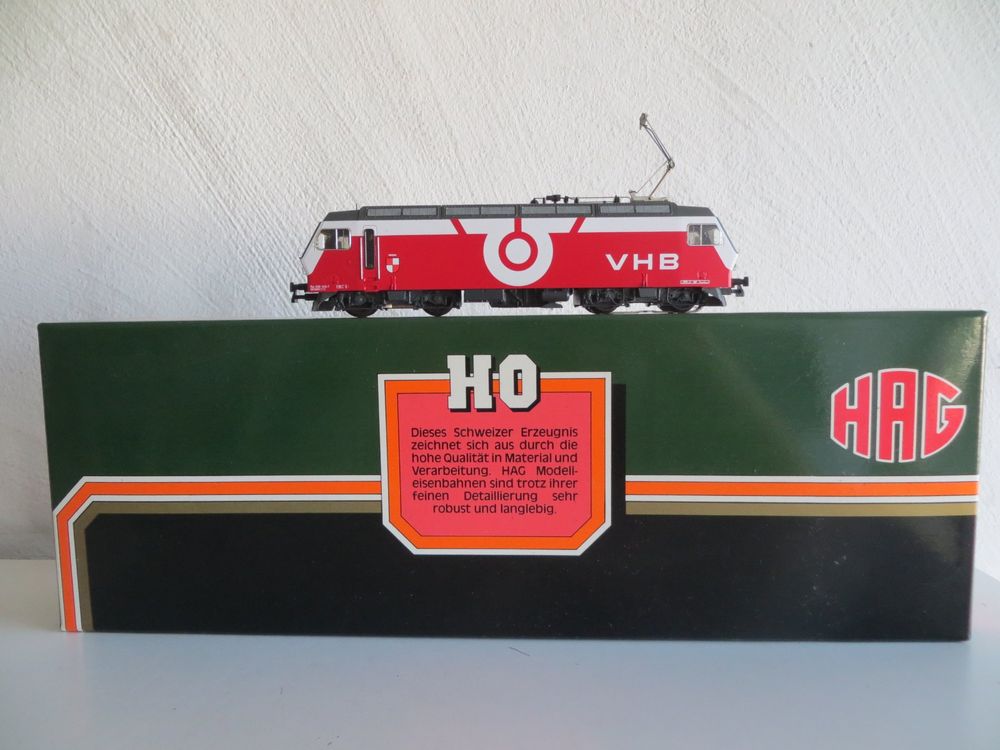 VHB
HO
HAG
Dieses Schweizer Erzeugnis
zeichnet sich aus durch die
hohe Qualität in Material und
Verarbeitung. HAG Modell-
eisenbahnen sind trotz ihrer
feinen Detaillierung sehr
robust und langlebig.